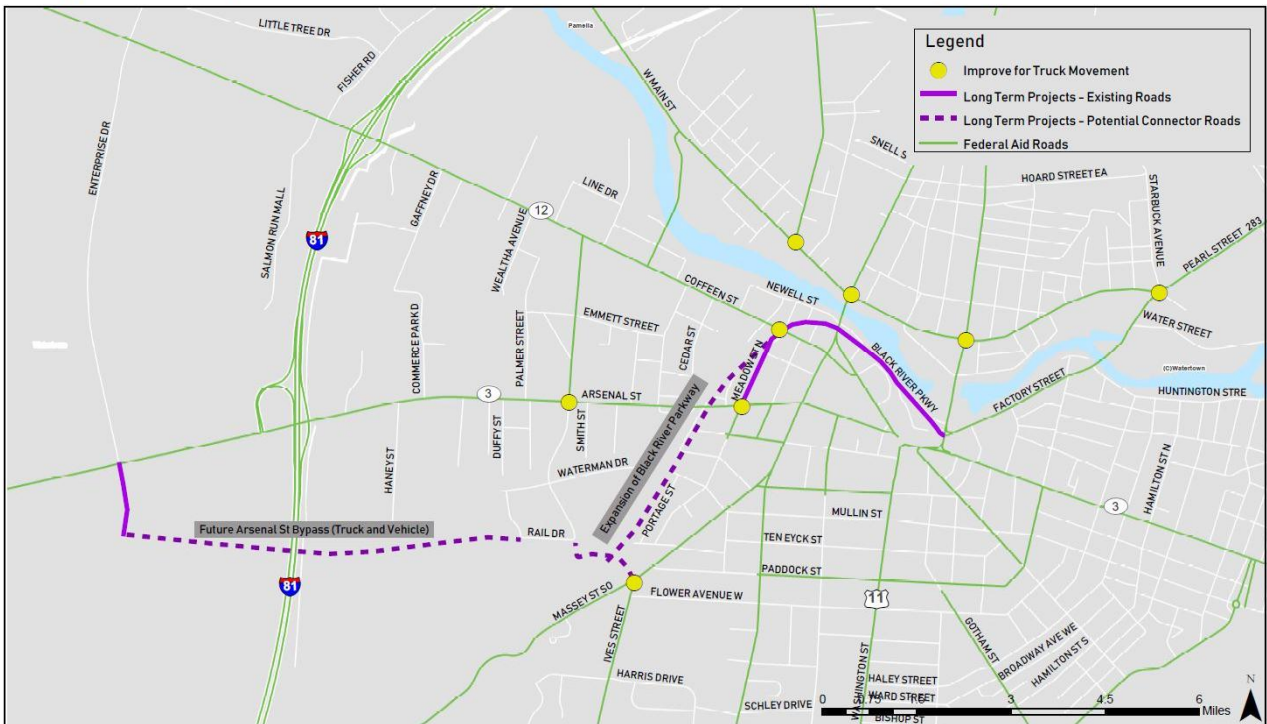 LITTLE TREE DR
Pamelia
FISHER RD
W MAIN ST
Legend
Improve for Truck Movement
Long Term Projects - Existing Roads
Long Term Projects - Potential Connector Roads
Federal Aid Roads
ENTERPRISE DR
SALMON RUN MALL
81
GAFFNEY DR
LINE DR
12
WEALTHA AVENUE
SNELL S
HOARD STREET EA
STARBUCK AVENUE
PEARL STREET 283
COFFEEN ST
NEWELL ST
WATER STREET
COMMERCE PARK D
PALMER STREET
EMMETT STREET
CEDAR ST
MEADOW ST N
BLACK RIVER PKWY
FACTORY STREET
(C)Watertown
HUNTINGTON STRE
3
ARSENAL ST
DUFFY ST
SMITH ST
HANEY ST
WATERMAN DR
Expansion of Black River Parkway
PORTAGE ST
HAMILTON ST N
3
MULLIN ST
Future Arsenal St Bypass (Truck and Vehicle)
RAIL DR
TEN EYCK ST
PADDOCK ST
81
MASSEY ST SO
FLOWER AVENUE W
11
IVES STREET
GOTHAM ST
BROADWAY AVE WE
HAMILTON ST S
HARRIS DRIVE
WASHINGTON ST
HALEY STREET
WARD STREET
SCHLEY DRIVE
BISHOP ST
0 0.75 1.5 3 4.5 6
Miles
N